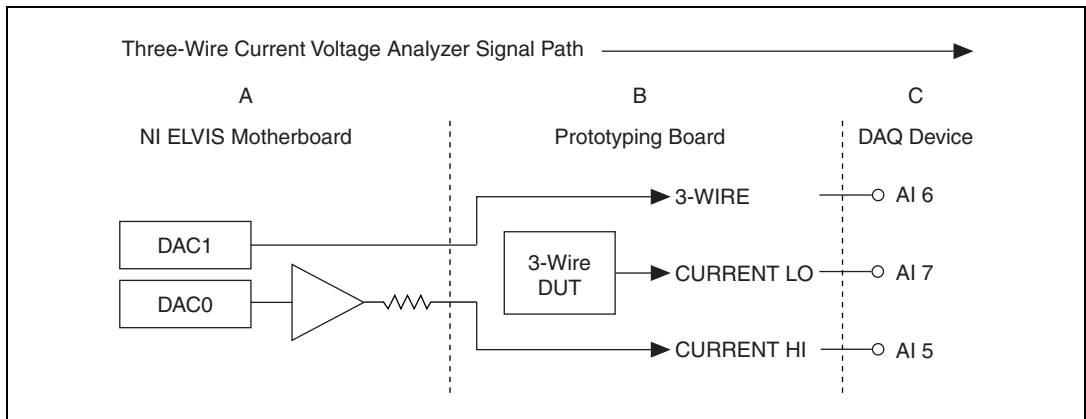 Three-Wire Current Voltage Analyzer Signal Path
A
B
C
NI ELVIS Motherboard
Prototyping Board
DAQ Device
3-WIRE
AI 6
DAC1
3-Wire
DUT
CURRENT LO
AI 7
DAC0
CURRENT HI
AI 5